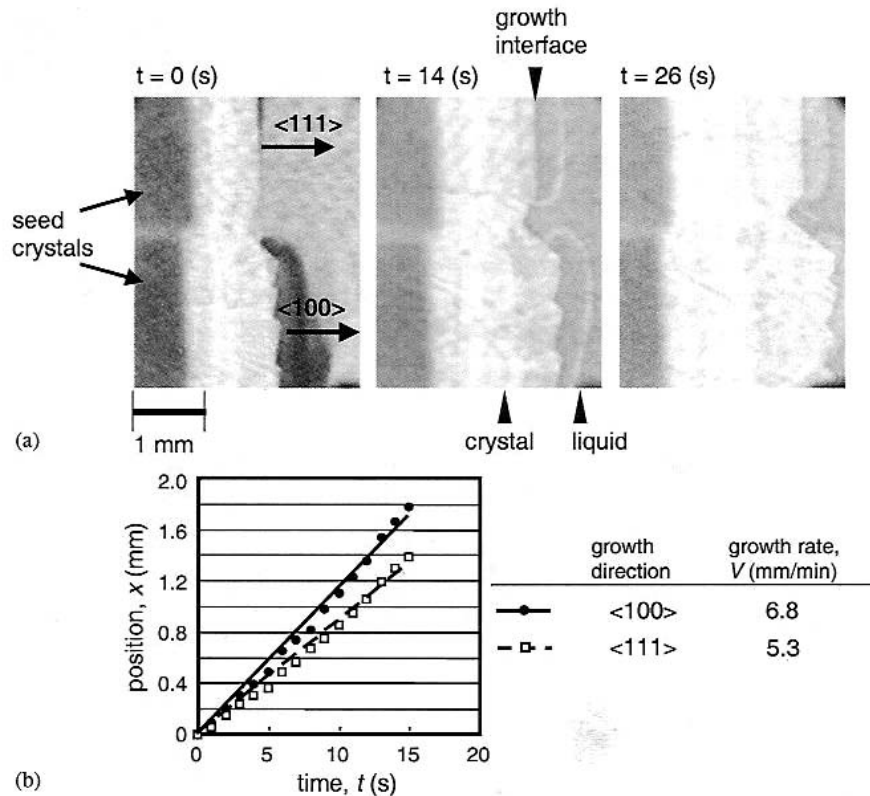 growth
interface
t = 0 (s)
t = 14 (s)
t = 26 (s)
<111>
seed
crystals
<100>
1 mm
crystal
liquid
(a)
2.0
1.6
1.2
0.8
0.4
0
position, x (mm)
0
5
10
15
20
time, t (s)
growth direction
growth rate, V (mm/min)
<100>
6.8
<111>
5.3
(b)